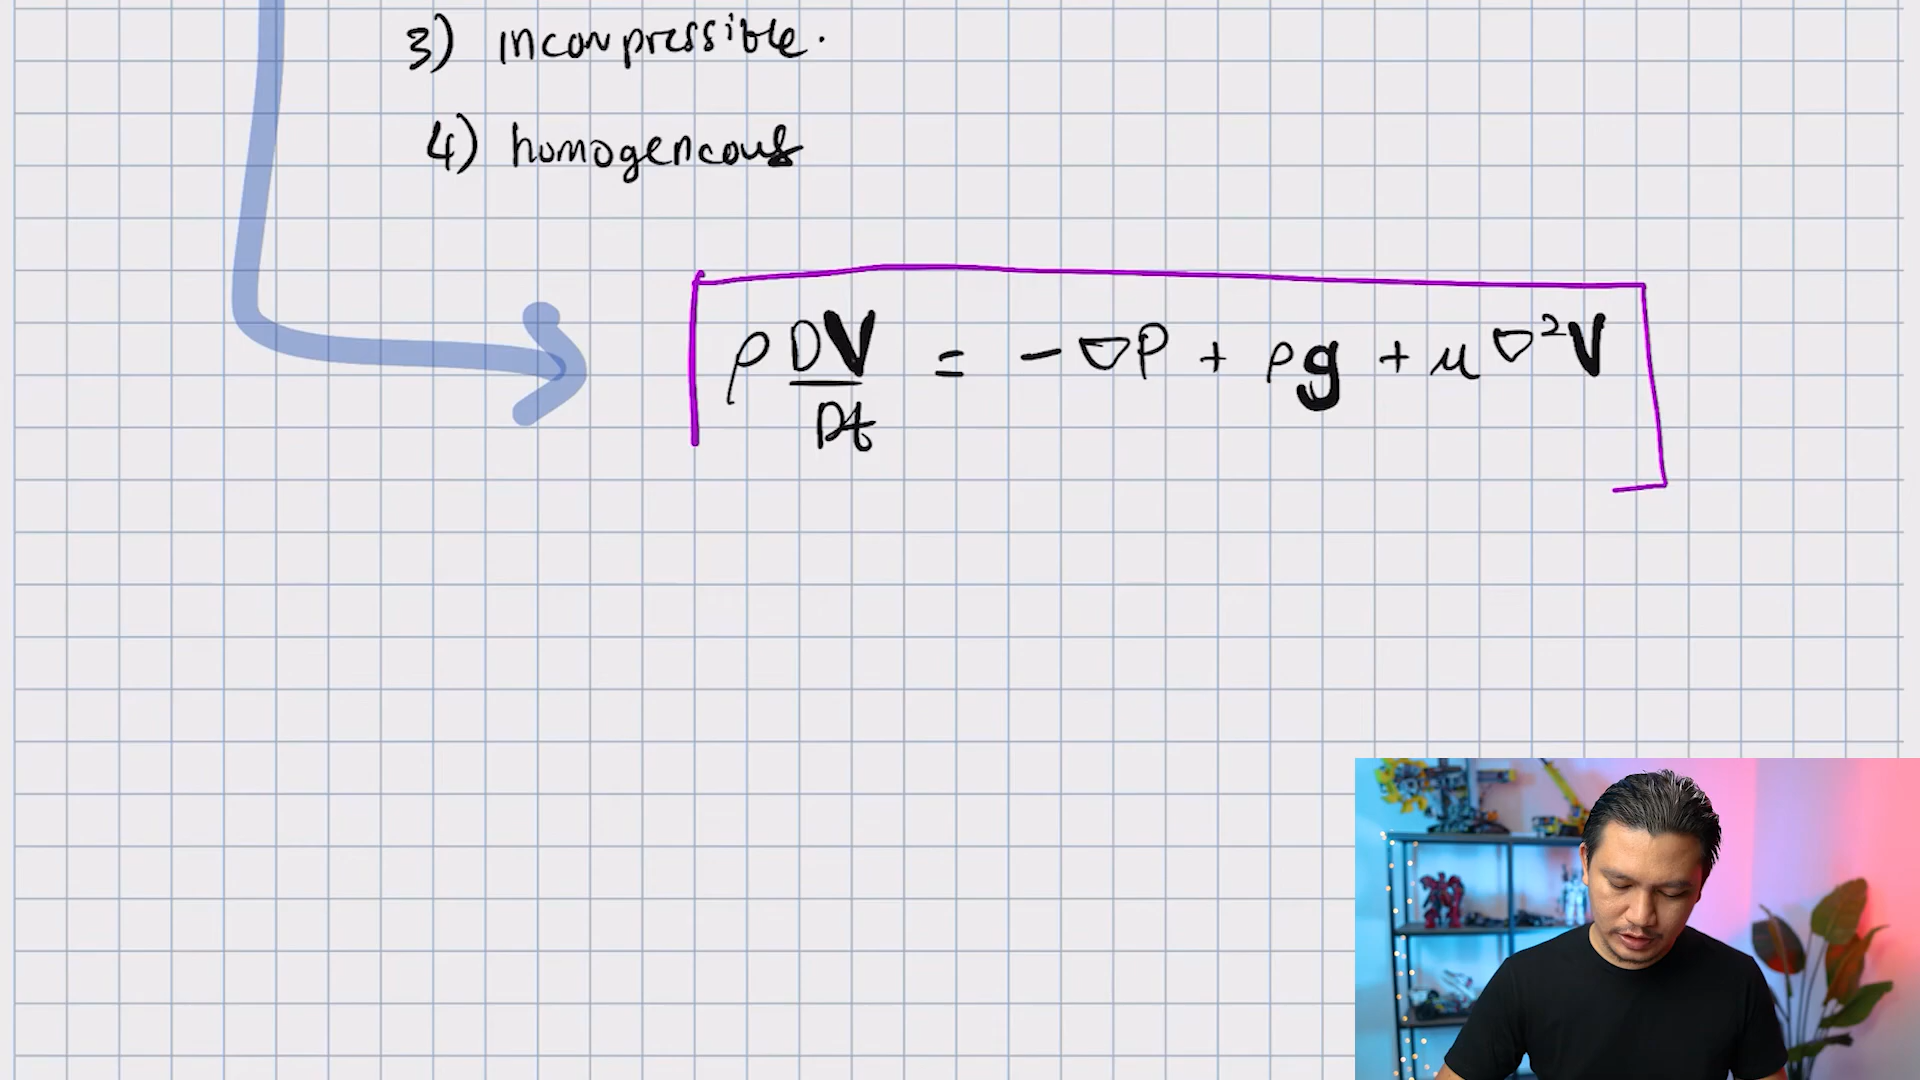 3) incompressible.
4) homogeneous
ρ DV/Dt = -∇P + ρg + μ∇²V